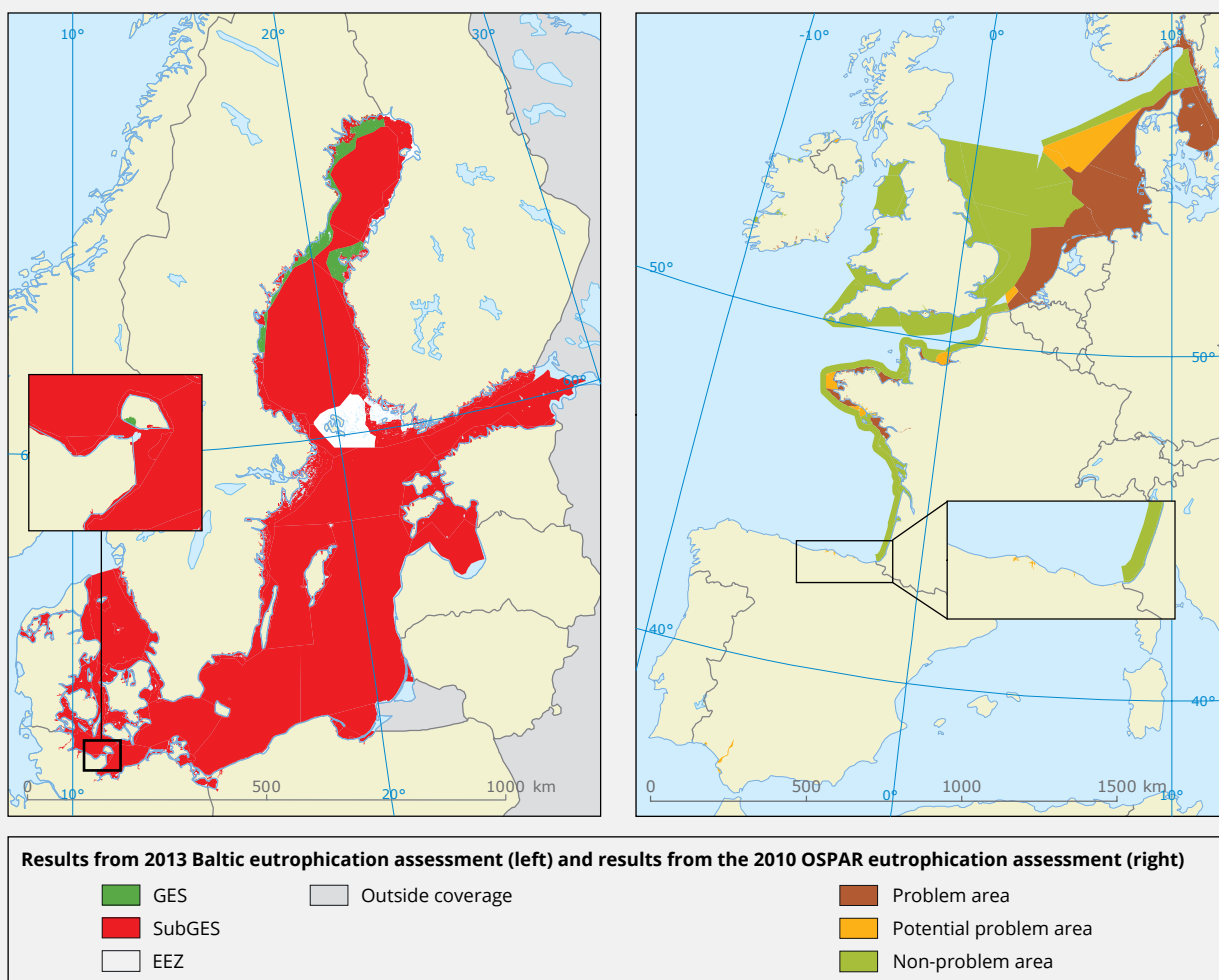 10° 20° 30°
60°
6
0 500 1000 km
10° 20°
-10° 0° 10°
50° 50°
40° 40°
0 500 1000 1500 km
0° 10°
Results from 2013 Baltic eutrophication assessment (left) and results from the 2010 OSPAR eutrophication assessment (right)
GES Outside coverage Problem area
SubGES Potential problem area
EEZ Non-problem area